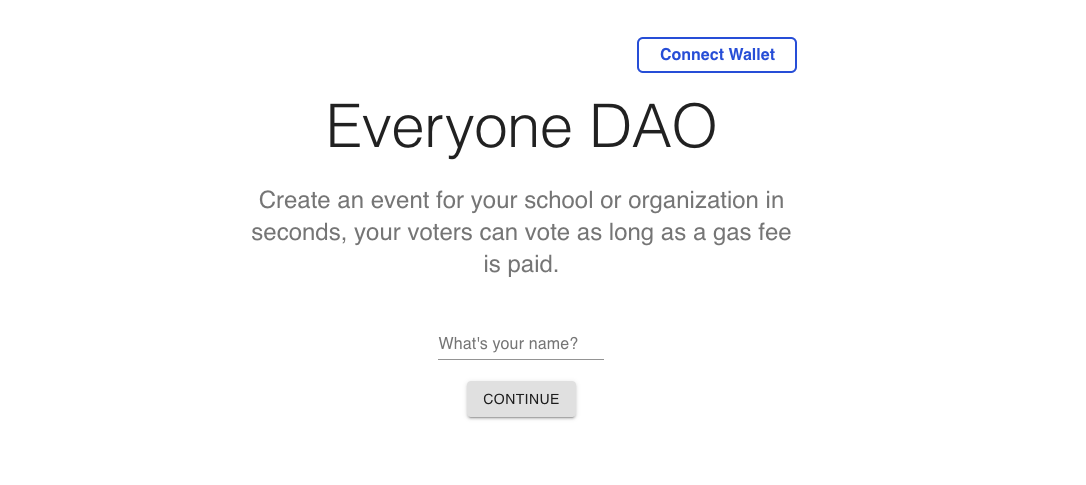 Connect Wallet
Everyone DAO
Create an event for your school or organization in
seconds, your voters can vote as long as a gas fee
is paid.
What's your name?
CONTINUE